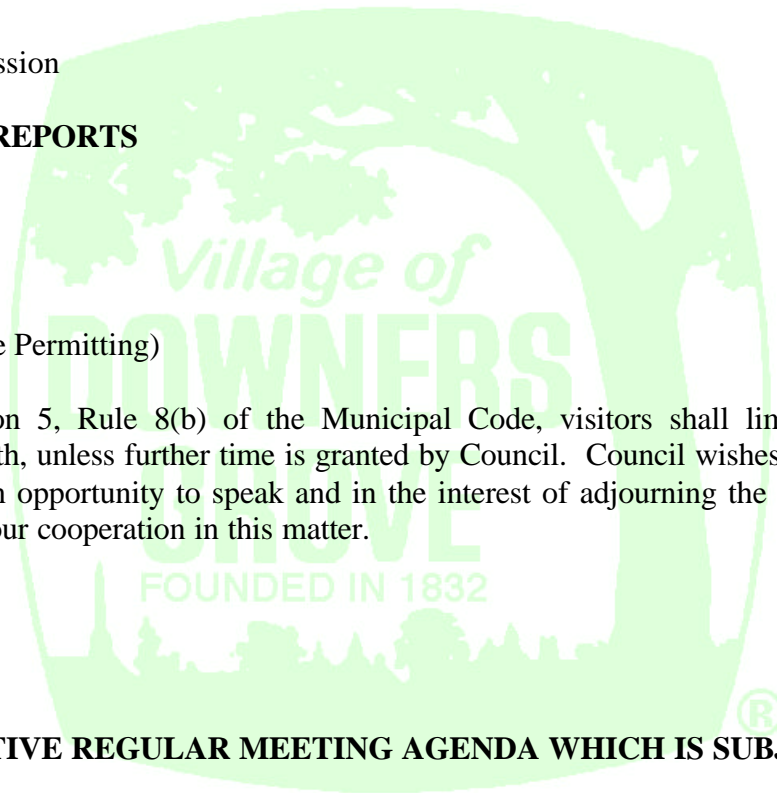 ssion
REPORTS
Village of
DOWNERS
GROVE
FOUNDED IN 1832
®
e Permitting)
on 5, Rule 8(b) of the Municipal Code, visitors shall lim
th, unless further time is granted by Council. Council wishes
n opportunity to speak and in the interest of adjourning the
our cooperation in this matter.
TIVE REGULAR MEETING AGENDA WHICH IS SUBJ